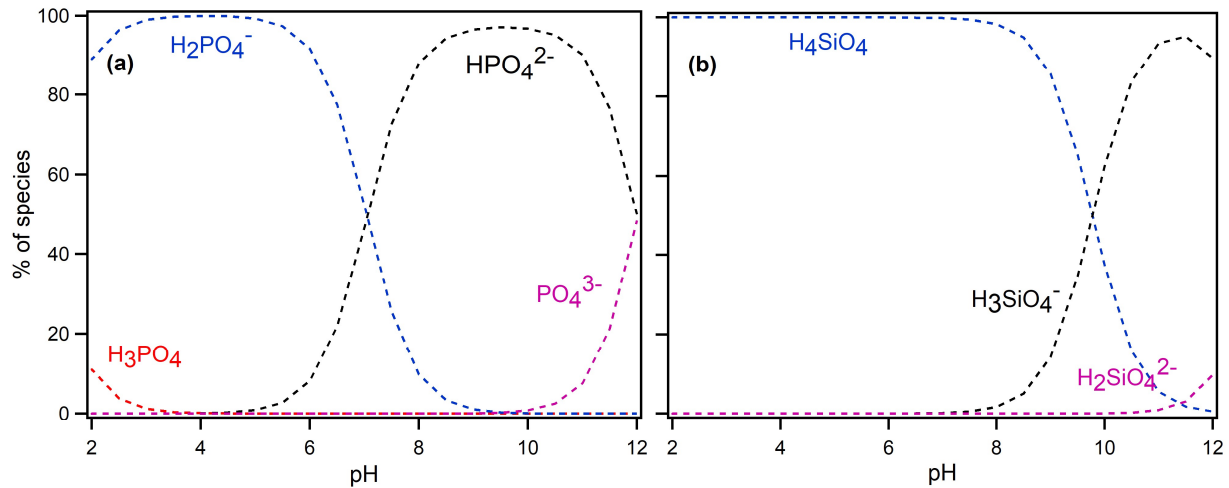 100
80
60
40
20
0
% of species
(a)
H₂PO₄⁻
HPO₄²⁻
PO₄³⁻
H₃PO₄
2 4 6 8 10 12
pH
(b)
H₄SiO₄
H₃SiO₄⁻
H₂SiO₄²⁻
2 4 6 8 10 12
pH